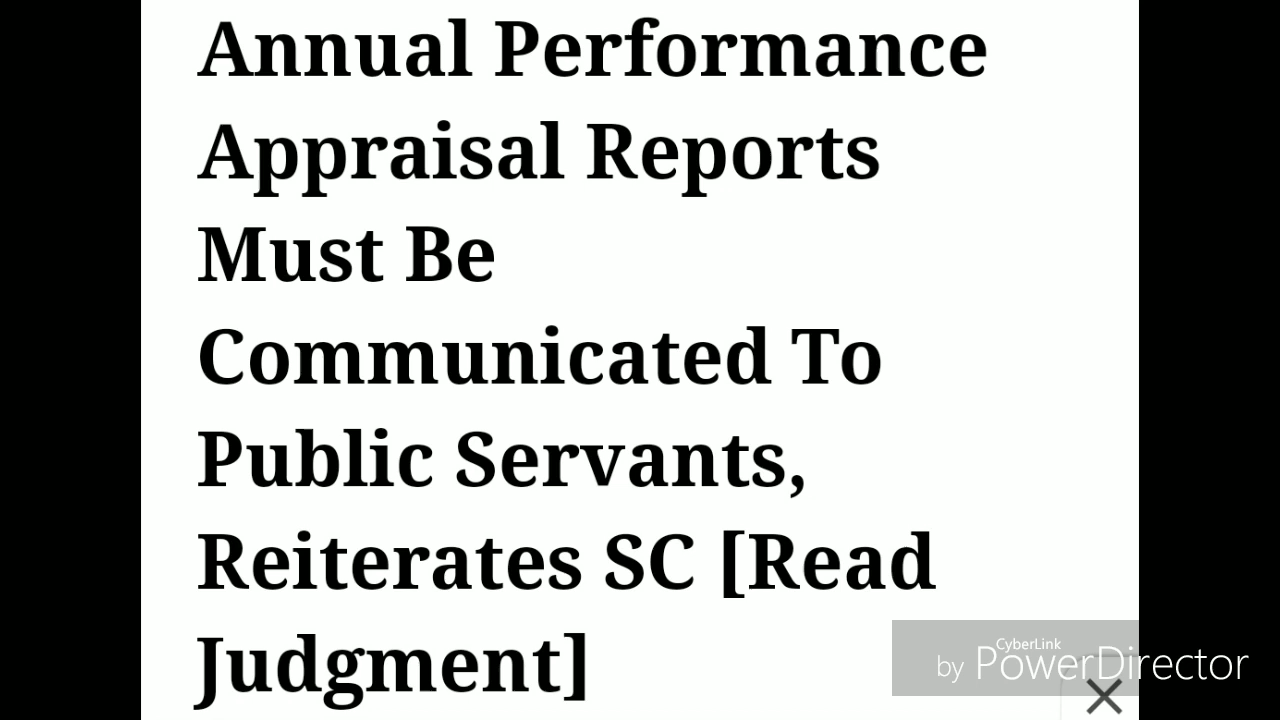 Annual Performance
Appraisal Reports
Must Be
Communicated To
Public Servants,
Reiterates SC [Read
Judgment]
CyberLink
by PowerDirector